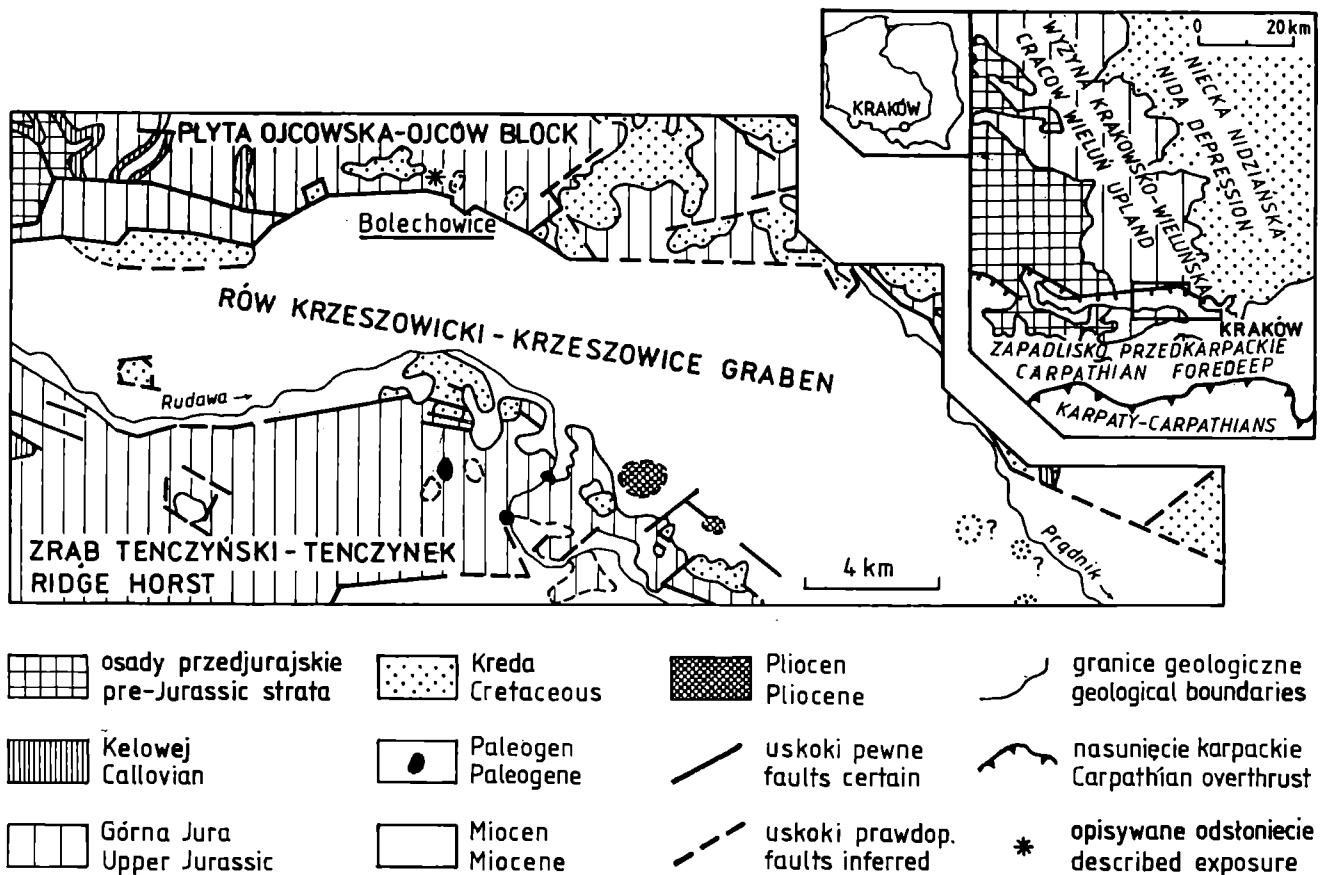 PŁYTA OJCOWSKA-OJCÓW BLOCK
Bolechowice
RÓW KRZESZOWICKI - KRZESZOWICE GRABEN
Rudawa →
ZRĄB TENCZYŃSKI - TENCZYNEK
RIDGE HORST
4 km
?
?
Prądnik
KRAKÓW
0 20 km
WYŻYNA KRAKOWSKO-WIELUŃSKA
CRACOW WIELUŃ UPLAND
NIECKA NIDZIAŃSKA
NIDA DEPRESSION
KRAKÓW
ZAPADLISKO PRZEDKARPACKIE
CARPATHIAN FOREDEEP
KARPATY-CARPATHIANS
osady przedjurajskie
pre-Jurassic strata
Kelowej
Callovian
Górna Jura
Upper Jurassic
Kreda
Cretaceous
Paleogen
Paleogene
Miocen
Miocene
Pliocen
Pliocene
uskoki pewne
faults certain
uskoki prawdop.
faults inferred
granice geologiczne
geological boundaries
nasunięcie karpackie
Carpathian overthrust
opisywane odsłoniecie
described exposure